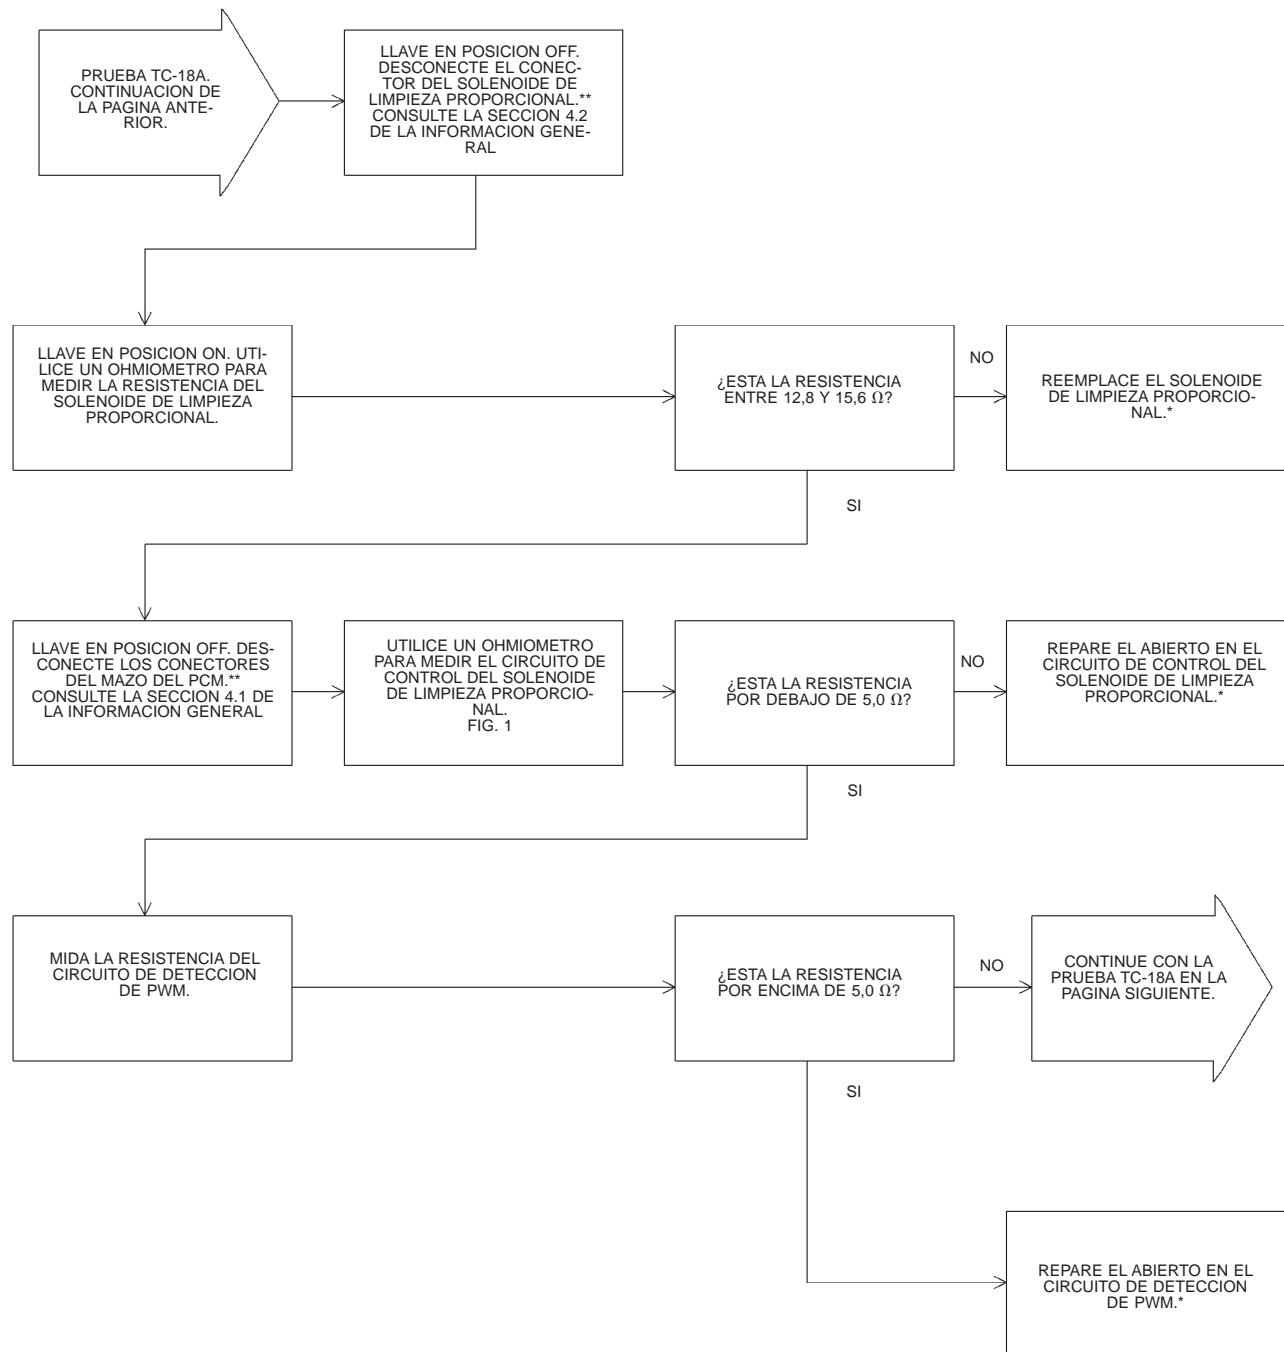 PRUEBA TC-18A.
CONTINUACION DE
LA PAGINA ANTE-
RIOR.
LLAVE EN POSICION OFF.
DESCONECTE EL CONEC-
TOR DEL SOLENOIDE DE
LIMPIEZA PROPORCIONAL.**
CONSULTE LA SECCION 4.2
DE LA INFORMACION GENE-
RAL
LLAVE EN POSICION ON. UTI-
LICE UN OHMIOMETRO PARA
MEDIR LA RESISTENCIA DEL
SOLENOIDE DE LIMPIEZA
PROPORCIONAL.
¿ESTA LA RESISTENCIA
ENTRE 12,8 Y 15,6 Ω?
NO
REEMPLACE EL SOLENOIDE
DE LIMPIEZA PROPORCIO-
NAL.*
SI
LLAVE EN POSICION OFF. DES-
CONECTE LOS CONECTORES
DEL MAZO DEL PCM.**
CONSULTE LA SECCION 4.1 DE
LA INFORMACION GENERAL
UTILICE UN OHMIOMETRO
PARA MEDIR EL CIRCUITO DE
CONTROL DEL SOLENOIDE
DE LIMPIEZA PROPORCIO-
NAL.
FIG. 1
¿ESTA LA RESISTENCIA
POR DEBAJO DE 5,0 Ω?
NO
REPARE EL ABIERTO EN EL
CIRCUITO DE CONTROL DEL
SOLENOIDE DE LIMPIEZA
PROPORCIONAL.*
SI
MIDA LA RESISTENCIA DEL
CIRCUITO DE DETECCION
DE PWM.
¿ESTA LA RESISTENCIA
POR ENCIMA DE 5,0 Ω?
NO
CONTINUE CON LA
PRUEBA TC-18A EN LA
PAGINA SIGUIENTE.
SI
REPARE EL ABIERTO EN EL
CIRCUITO DE DETECCION
DE PWM.*